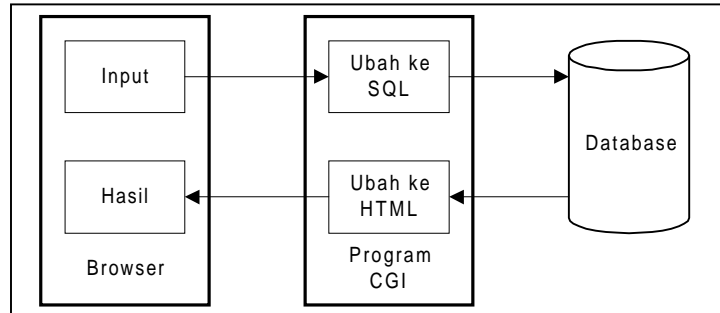 Input
Ubah ke
SQL
Database
Hasil
Ubah ke
HTML
Browser
Program
CGI